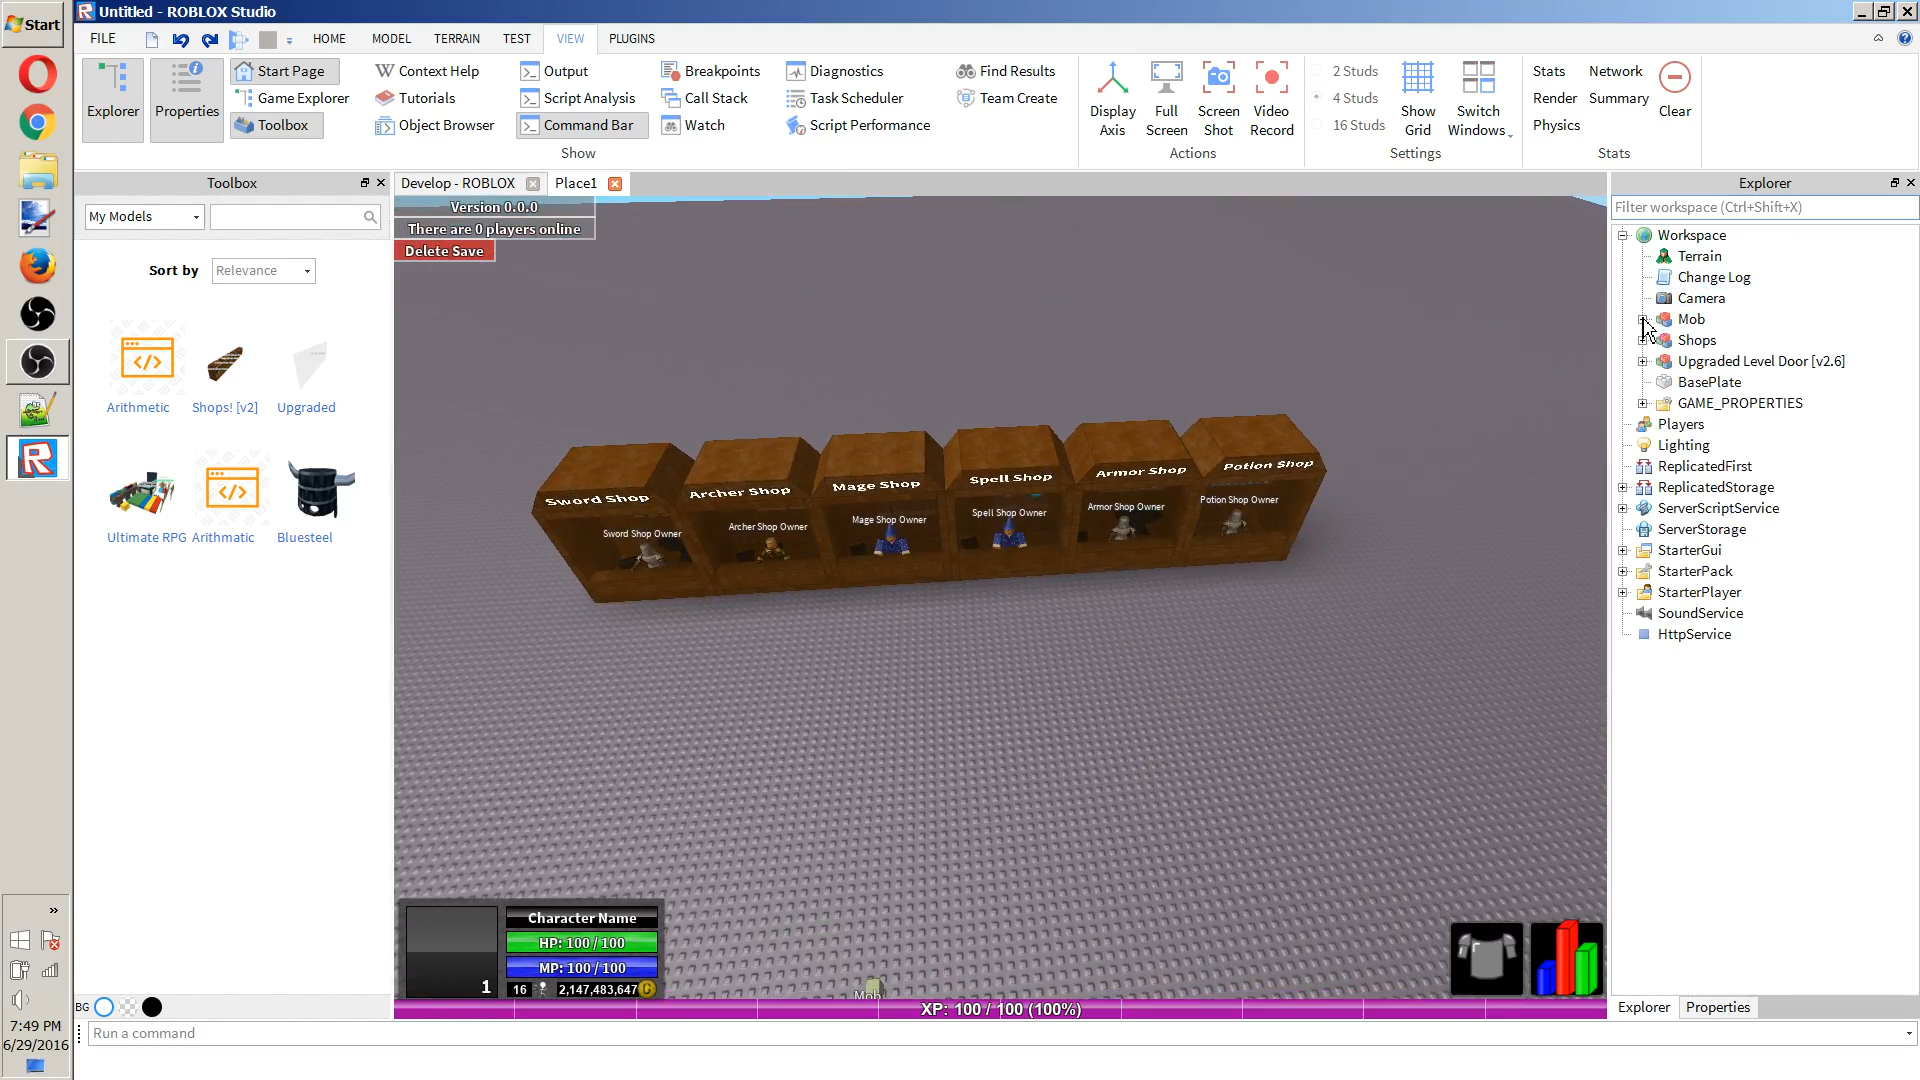 Start
Untitled - ROBLOX Studio
FILE HOME MODEL TERRAIN TEST VIEW PLUGINS
Explorer
Properties
Start Page
Game Explorer
Toolbox
Context Help
Tutorials
Object Browser
Output
Script Analysis
Command Bar
Breakpoints
Call Stack
Watch
Diagnostics
Task Scheduler
Script Performance
Find Results
Team Create
Show
Display Axis
Full Screen
Screen Shot
Video Record
Actions
2 Studs
4 Studs
16 Studs
Show Grid
Switch Windows
Settings
Stats
Render
Physics
Network
Summary
Clear
Stats
Toolbox
My Models
Sort by Relevance
Arithmetic
Shops! [v2]
Upgraded
Ultimate RPG
Arithmatic
Bluesteel
BG
Develop - ROBLOX
Place1
Version 0.0.0
There are 0 players online
Delete Save
Sword Shop
Archer Shop
Mage Shop
Spell Shop
Armor Shop
Potion Shop
Sword Shop Owner
Archer Shop Owner
Mage Shop Owner
Spell Shop Owner
Armor Shop Owner
Potion Shop Owner
Character Name
HP: 100 / 100
MP: 100 / 100
1
16
2,147,483,647
C
Mob
XP: 100 / 100 (100%)
Explorer
Filter workspace (Ctrl+Shift+X)
Workspace
Terrain
Change Log
Camera
Mob
Shops
Upgraded Level Door [v2.6]
BasePlate
GAME_PROPERTIES
Players
Lighting
ReplicatedFirst
ReplicatedStorage
ServerScriptService
ServerStorage
StarterGui
StarterPack
StarterPlayer
SoundService
HttpService
Explorer
Properties
Run a command
7:49 PM
6/29/2016